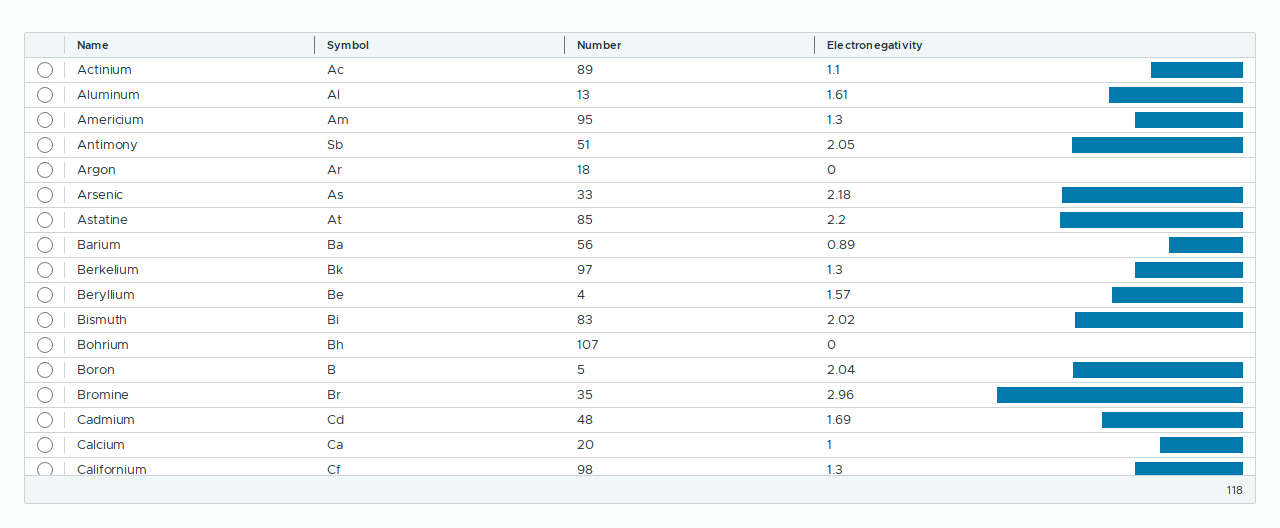 Name Symbol Number Electronegativity
Actinium Ac 89 1.1
Aluminum Al 13 1.61
Americium Am 95 1.3
Antimony Sb 51 2.05
Argon Ar 18 0
Arsenic As 33 2.18
Astatine At 85 2.2
Barium Ba 56 0.89
Berkelium Bk 97 1.3
Beryllium Be 4 1.57
Bismuth Bi 83 2.02
Bohrium Bh 107 0
Boron B 5 2.04
Bromine Br 35 2.96
Cadmium Cd 48 1.69
Calcium Ca 20 1
Californium Cf 98 1.3
118